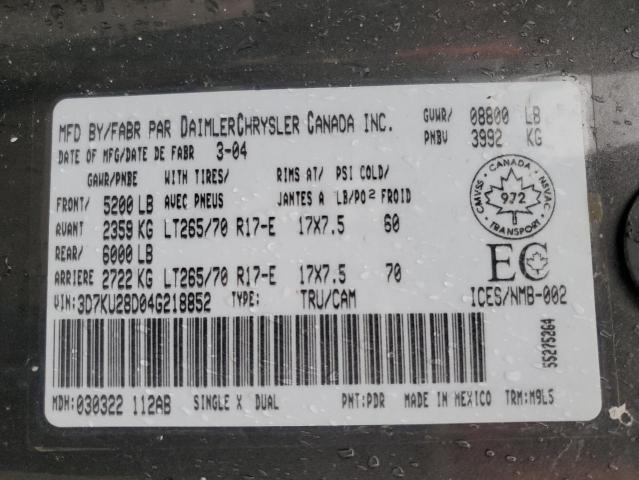 MFD BY/FABR PAR DAIMLERCHRYSLER CANADA INC.
GVWR/ 08800 LB
PNBV 3992 KG
DATE OF MFG/DATE DE FABR 3-04
GAWR/PNBE WITH TIRES/ RIMS AT/ PSI COLD/
FRONT/ 5200 LB AVEC PNEUS JANTES A LB/PO2 FROID
AVANT 2359 KG LT265/70 R17-E 17X7.5 60
REAR/ 6000 LB
ARRIERE 2722 KG LT265/70 R17-E 17X7.5 70
VIN:3D7KU28D04G218852 TYPE: TRU/CAM
CANADA
CMVSS NSVAC
972
TRANSPORT
EC
ICES/NMB-002
55275264
MDH:030322 112AB SINGLE X DUAL PNT:PDR MADE IN MEXICO TRM:M9L5